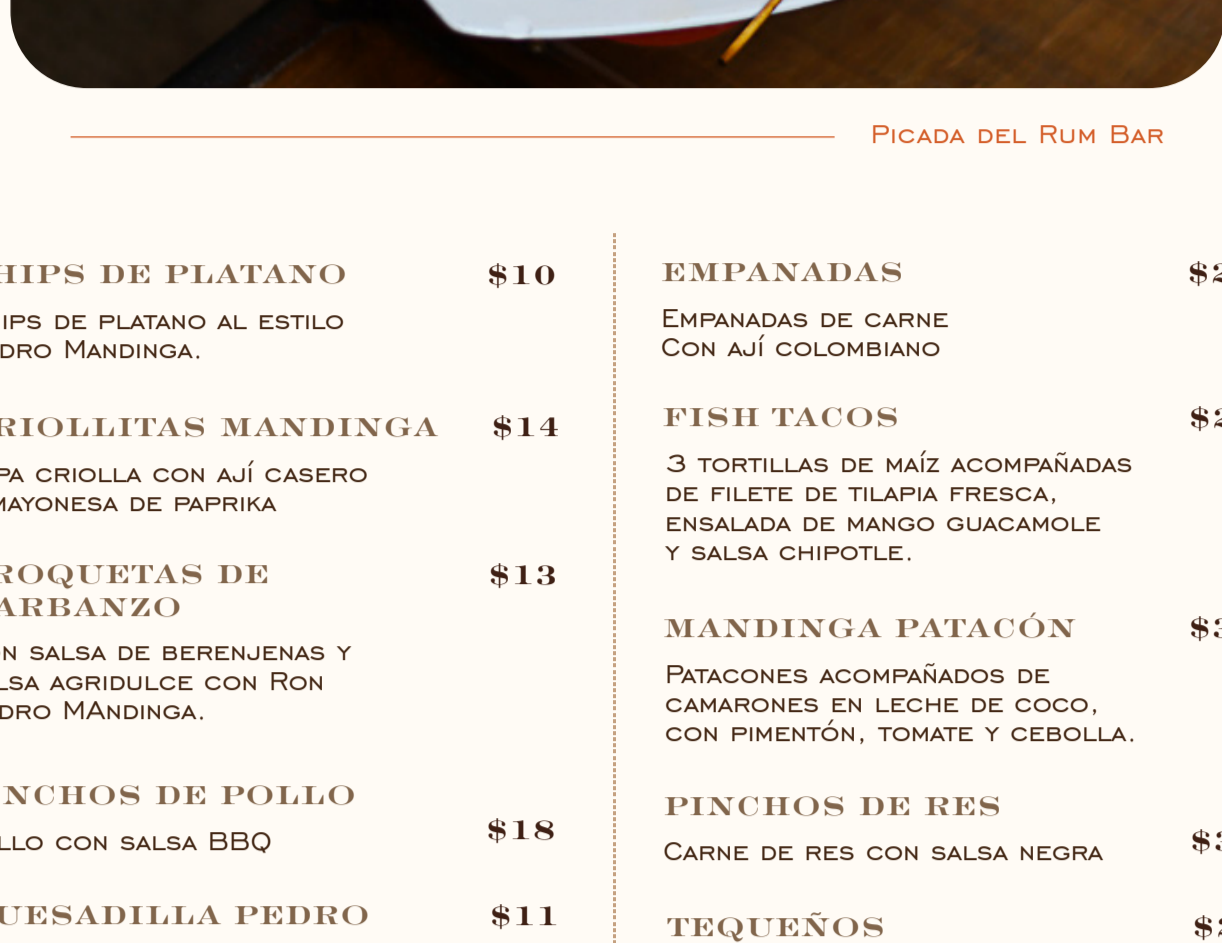 Picada del Rum Bar
HIPS DE PLATANO $10
IPS DE PLATANO AL ESTILO
DRO MANDINGA.
RIOLLITAS MANDINGA $14
PA CRIOLLA CON AJÍ CASERO
MAYONESA DE PAPRIKA
ROQUETAS DE $13
ARBANZO
N SALSA DE BERENJENAS Y
LSA AGRIDULCE CON RON
DRO MANDINGA.
NCHOS DE POLLO
LLO CON SALSA BBQ $18
UESADILLA PEDRO $11
EMPANADAS $2
EMPANADAS DE CARNE
CON AJÍ COLOMBIANO
FISH TACOS $2
3 TORTILLAS DE MAÍZ ACOMPAÑADAS
DE FILETE DE TILAPIA FRESCA,
ENSALADA DE MANGO GUACAMOLE
Y SALSA CHIPOTLE.
MANDINGA PATACÓN $3
PATACONES ACOMPAÑADOS DE
CAMARONES EN LECHE DE COCO,
CON PIMENTÓN, TOMATE Y CEBOLLA.
PINCHOS DE RES
CARNE DE RES CON SALSA NEGRA $3
TEQUEÑOS $